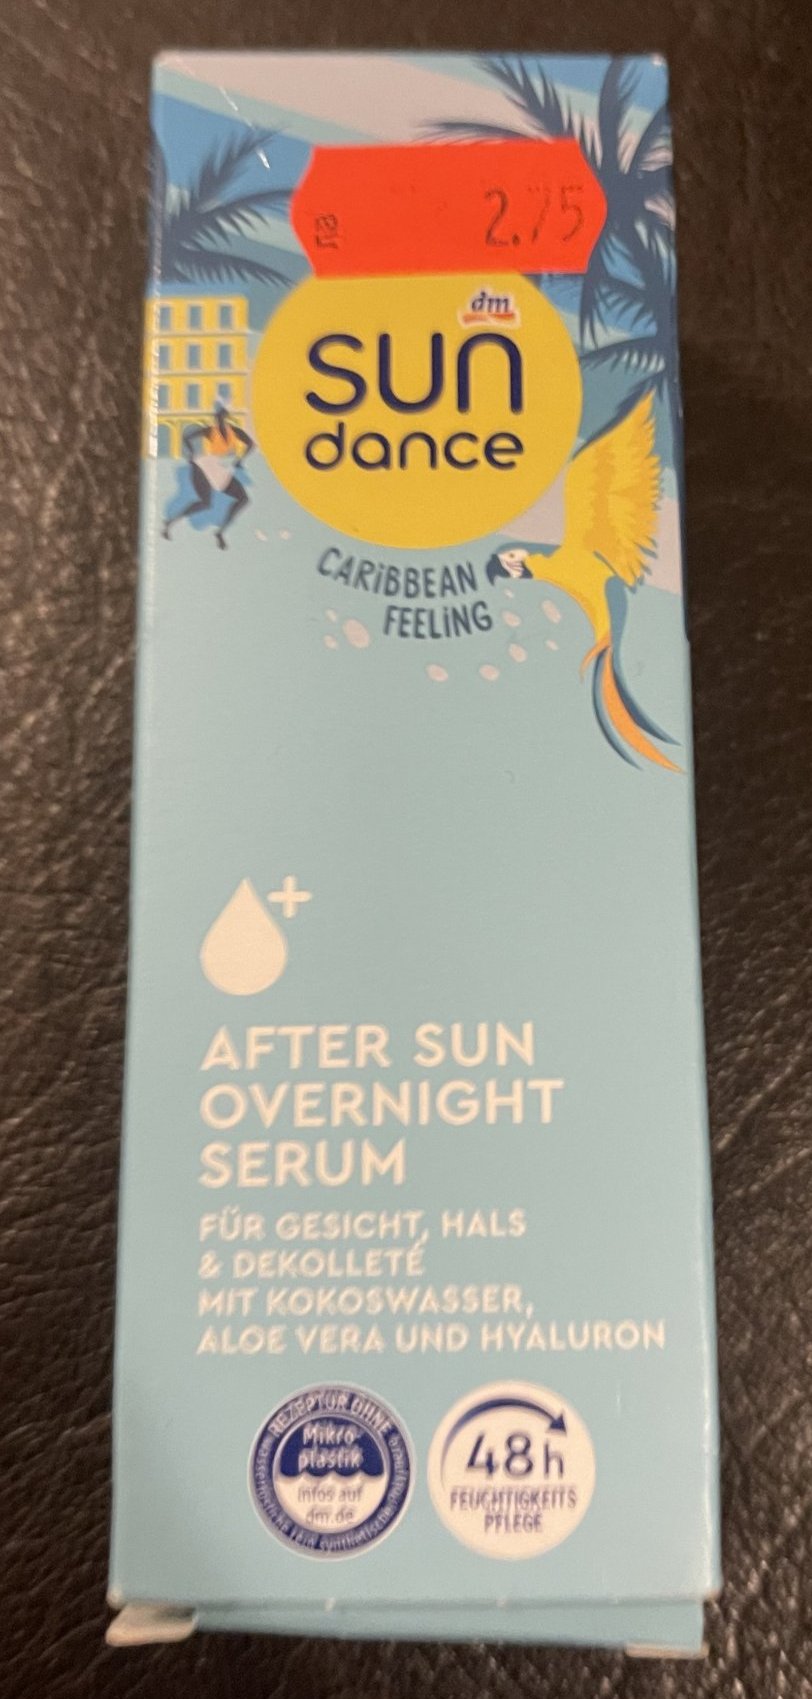 2.75
dm
sun
dance
CARiBBEAN
FEELiNG
AFTER SUN
OVERNIGHT
SERUM
FÜR GESICHT, HALS
& DEKOLLETÉ
MIT KOKOSWASSER,
ALOE VERA UND HYALURON
REZEPTUR OHNE
Mikro-
plastik
infos auf
dm.de
48h
FEUCHTIGKEITS
PFLEGE